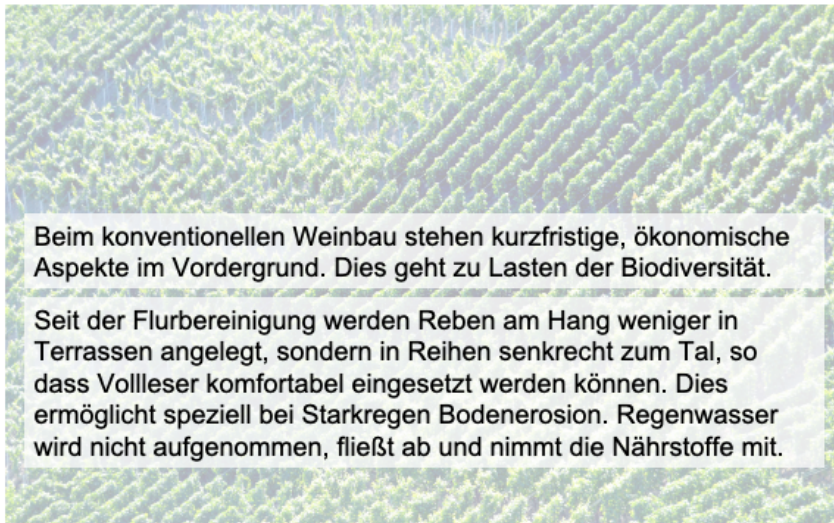 Beim konventionellen Weinbau stehen kurzfristige, ökonomische
Aspekte im Vordergrund. Dies geht zu Lasten der Biodiversität.
Seit der Flurbereinigung werden Reben am Hang weniger in
Terrassen angelegt, sondern in Reihen senkrecht zum Tal, so
dass Vollleser komfortabel eingesetzt werden können. Dies
ermöglicht speziell bei Starkregen Bodenerosion. Regenwasser
wird nicht aufgenommen, fließt ab und nimmt die Nährstoffe mit.